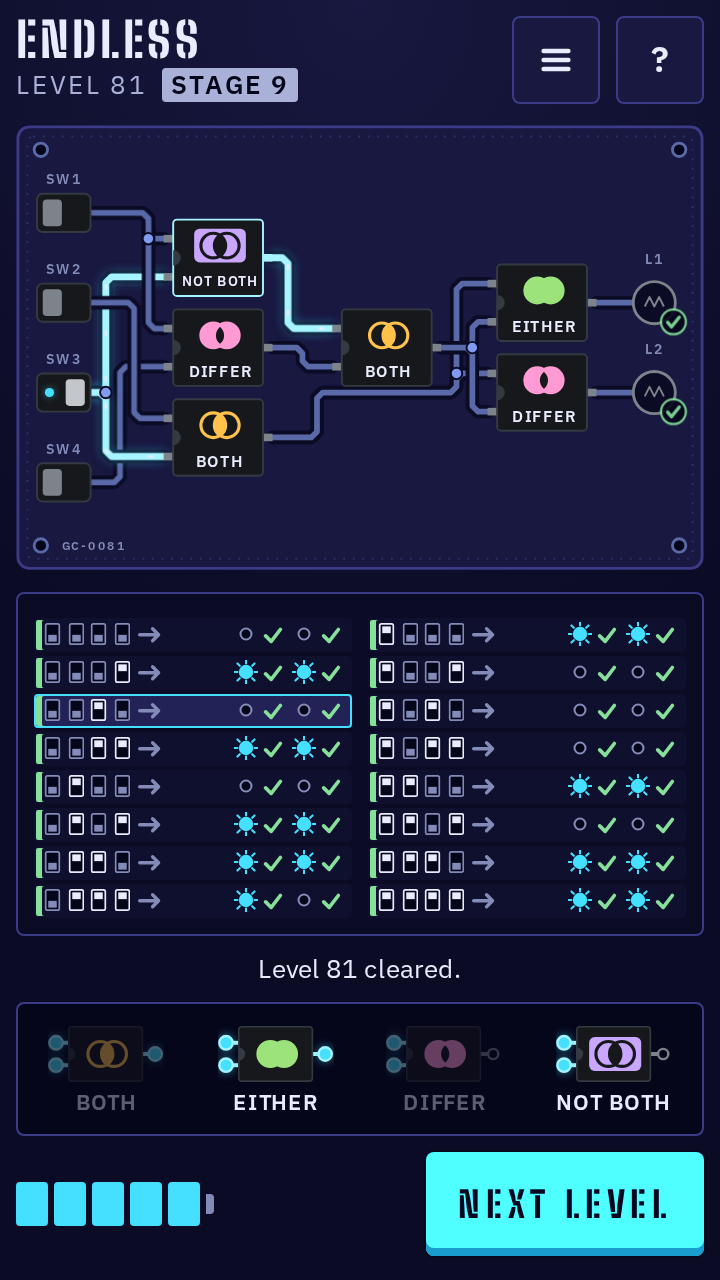 ENDLESS
LEVEL 81 STAGE 9
?
SW1
SW2
SW3
SW4
NOT BOTH
DIFFER
BOTH
BOTH
EITHER
DIFFER
L1
L2
GC-0081
Level 81 cleared.
BOTH
EITHER
DIFFER
NOT BOTH
NEXT LEVEL